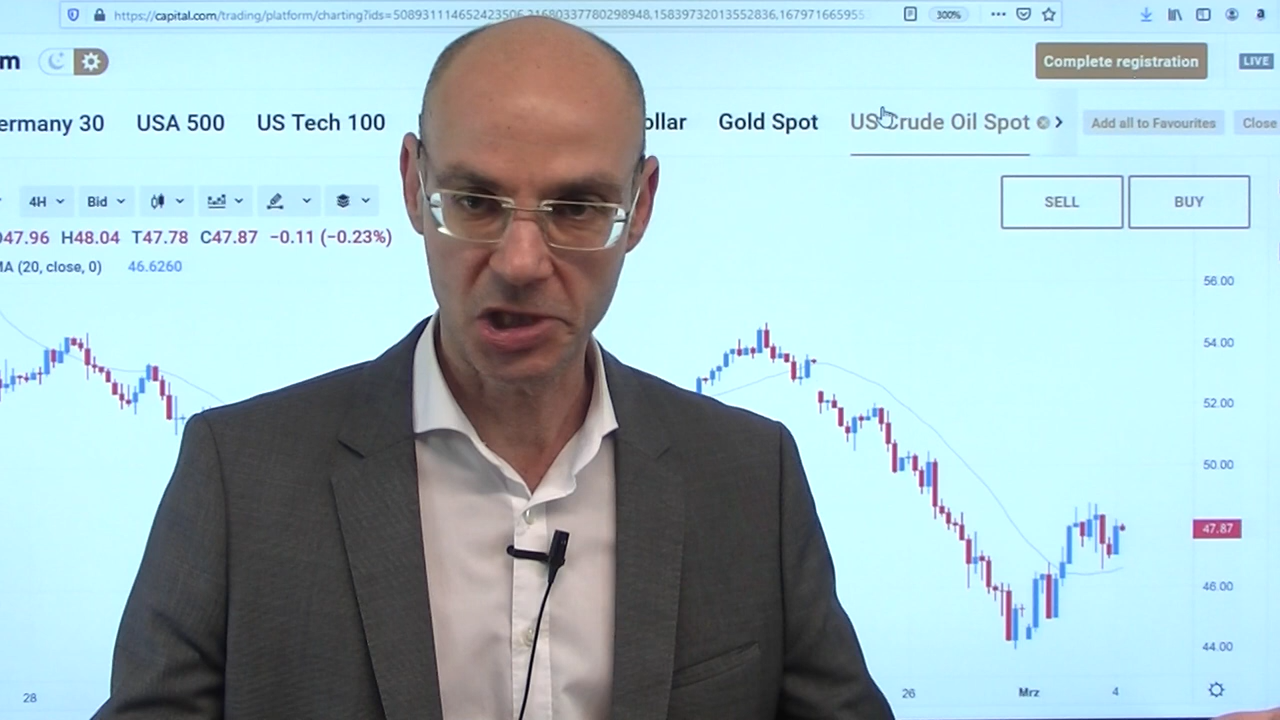 https://capital.com/trading/platform/charting?ids=
300%
m
Complete registration
LIVE
ermany 30 USA 500 US Tech 100 ollar Gold Spot US Crude Oil Spot Add all to Favourites Close
4H Bid
SELL BUY
47.96 H48.04 T47.78 C47.87 −0.11 (−0.23%)
MA (20, close, 0) 46.6260
56.00
54.00
52.00
50.00
47.87
46.00
44.00
28 26 Mrz 4